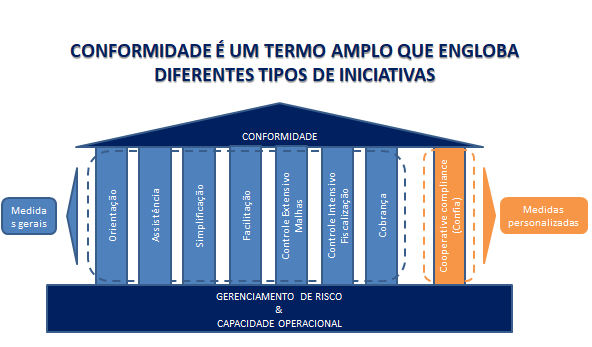 CONFORMIDADE É UM TERMO AMPLO QUE ENGLOBA
DIFERENTES TIPOS DE INICIATIVAS
CONFORMIDADE
Medida
s gerais
Orientação
Assistência
Simplificação
Facilitação
Controle Extensivo
Malhas
Controle Intensivo
Fiscalização
Cobrança
Cooperative compliance
(Confia)
Medidas
personalizadas
GERENCIAMENTO DE RISCO
&
CAPACIDADE OPERACIONAL